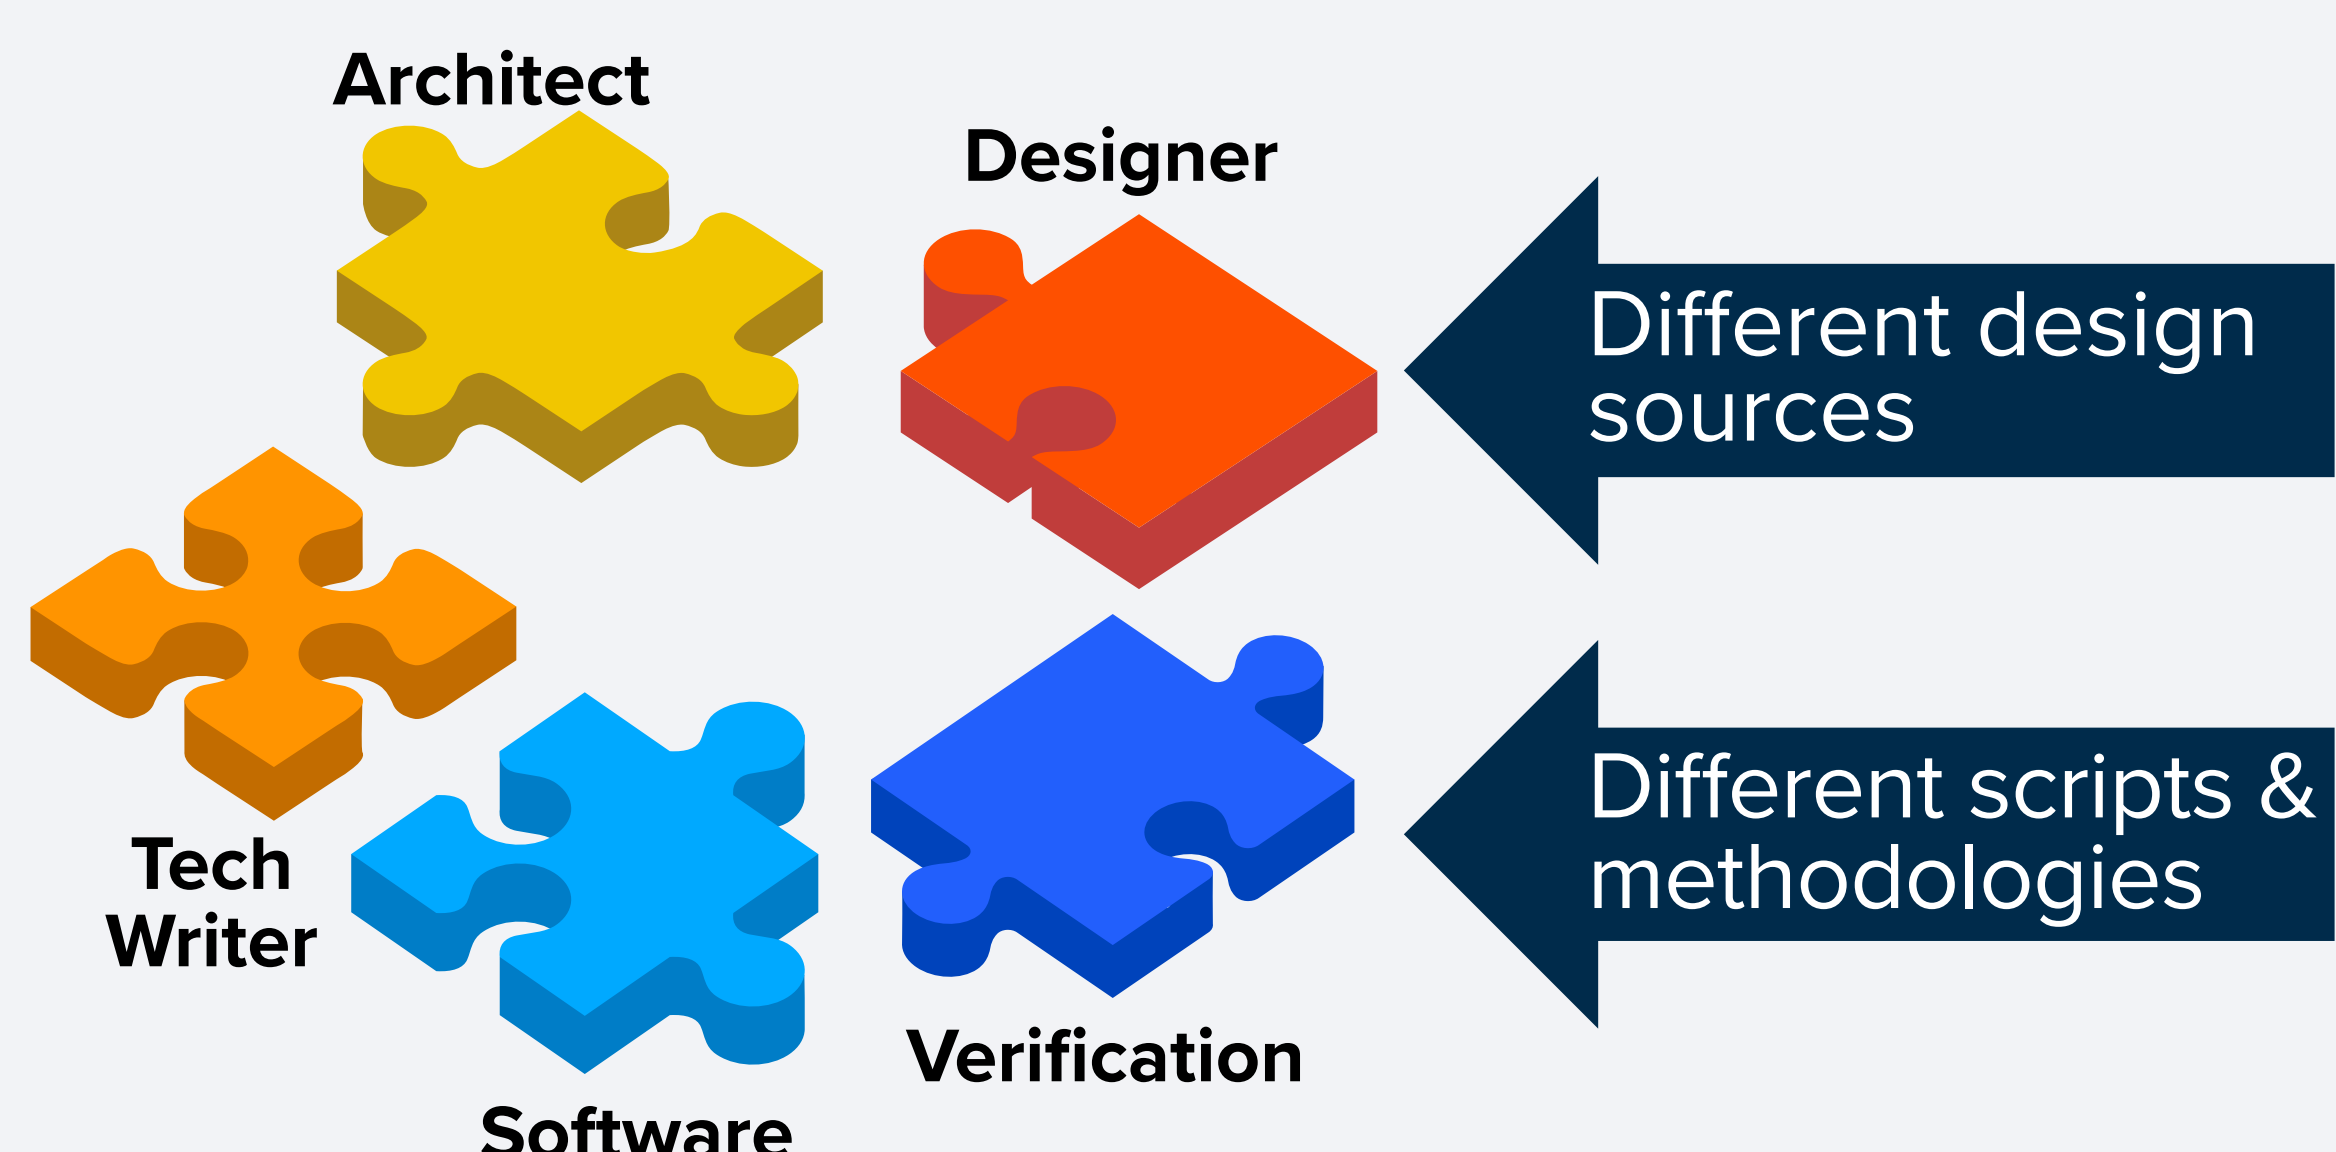 Architect
Designer
Different design
sources
Tech
Writer
Different scripts &
methodologies
Verification
Software